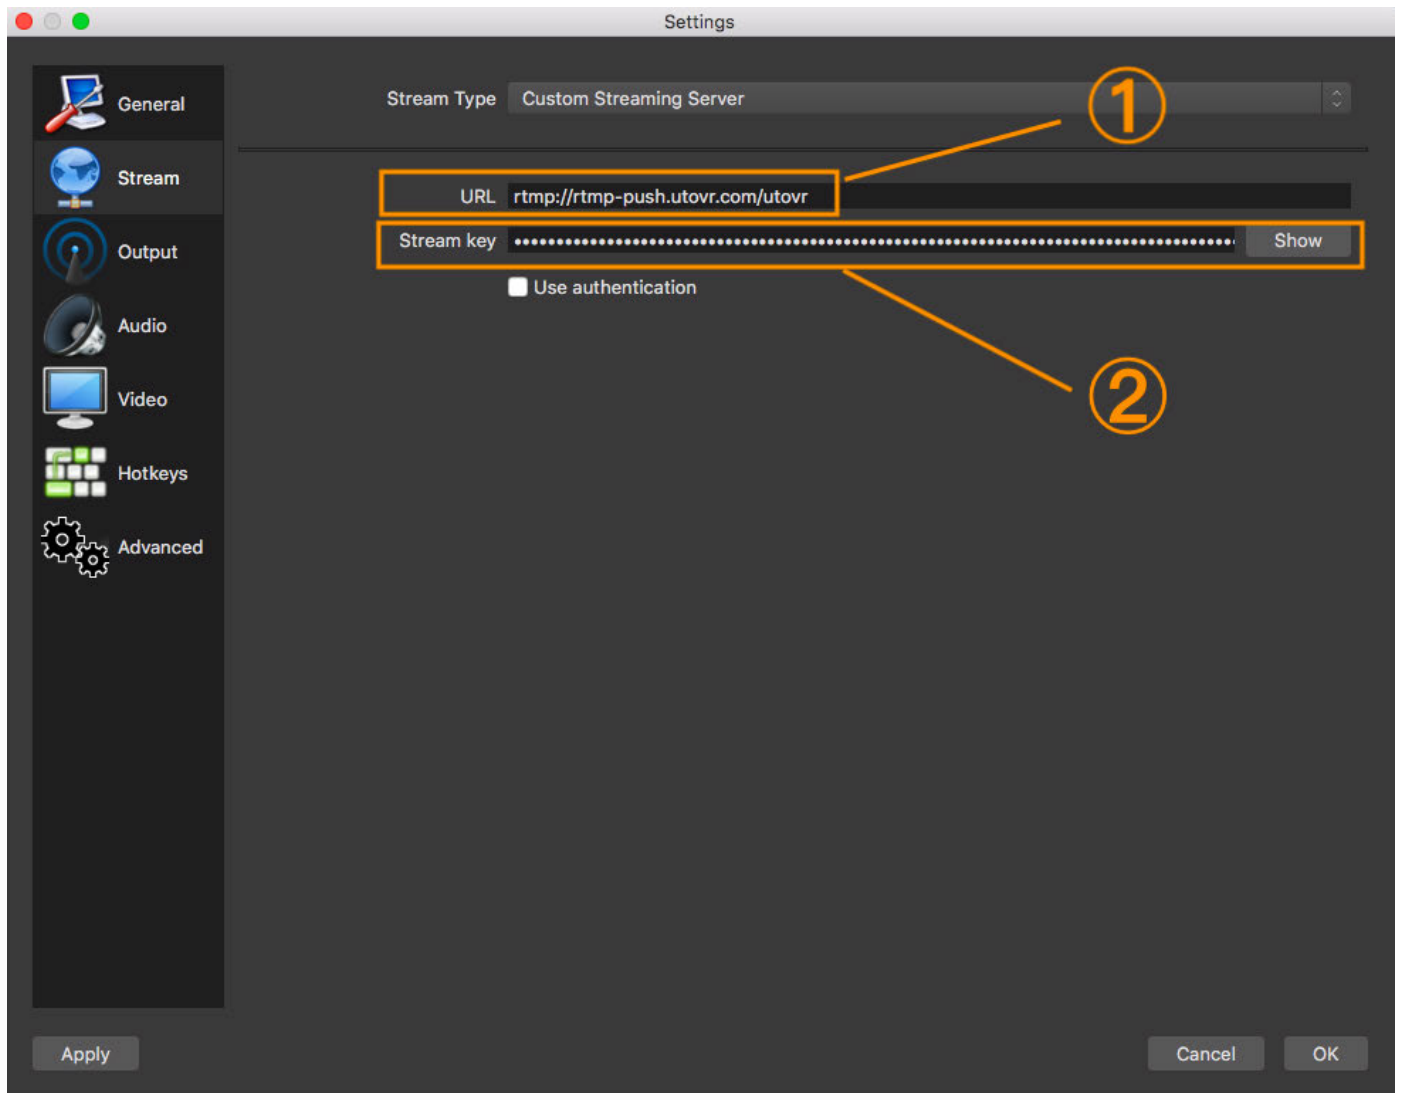 Settings
General
Stream Type Custom Streaming Server
①
Stream
URL rtmp://rtmp-push.utovr.com/utovr
Stream key •••••••••••••••••••••••••••••••••••••••••••••••••••••••••••••••••••••••••••••••••••••• Show
Output
Use authentication
Audio
②
Video
Hotkeys
Advanced
Apply Cancel OK